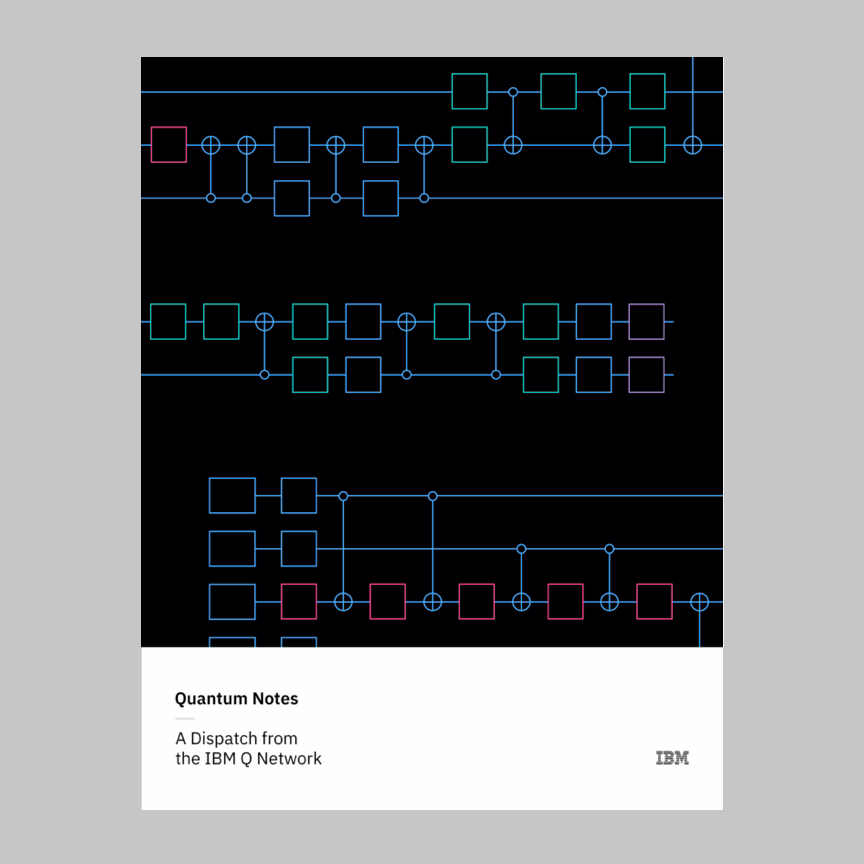 Quantum Notes
A Dispatch from
the IBM Q Network
IBM